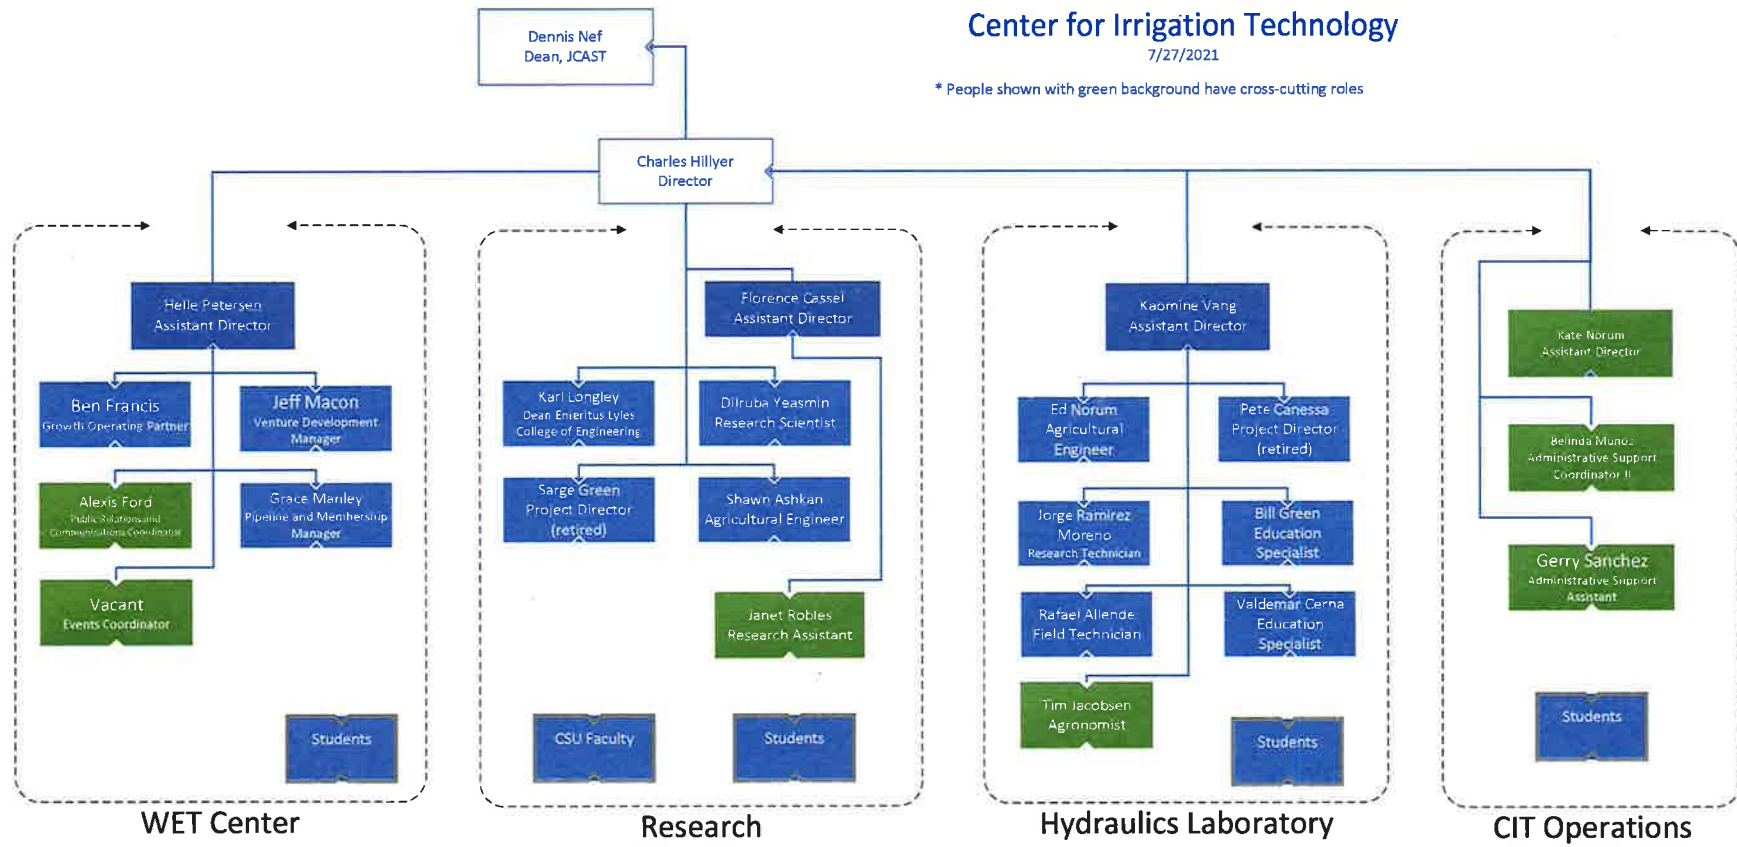 Center for Irrigation Technology
7/27/2021
* People shown with green background have cross-cutting roles
Dennis Nef
Dean, JCAST
Charles Hillyer
Director
Helle Petersen
Assistant Director
Ben Francis
Growth Operating Partner
Jeff Macon
Venture Development
Manager
Alexis Ford
Public Relations and
Communications Coordinator
Grace Manley
Pipeline and Membership
Manager
Vacant
Events Coordinator
Students
WET Center
Florence Cassel
Assistant Director
Karl Longley
Dean Emeritus Lyles
College of Engineering
Dilruba Yeasmin
Research Scientist
Sarge Green
Project Director
(retired)
Shawn Ashkan
Agricultural Engineer
Janet Robles
Research Assistant
CSU Faculty
Students
Research
Kaomine Vang
Assistant Director
Ed Norum
Agricultural
Engineer
Pete Canessa
Project Director
(retired)
Jorge Ramirez
Moreno
Research Technician
Bill Green
Education
Specialist
Rafael Allende
Field Technician
Valdemar Cerna
Education
Specialist
Tim Jacobsen
Agronomist
Students
Hydraulics Laboratory
Kate Norum
Assistant Director
Belinda Munoz
Administrative Support
Coordinator II
Gerry Sanchez
Administrative Support
Assistant
Students
CIT Operations